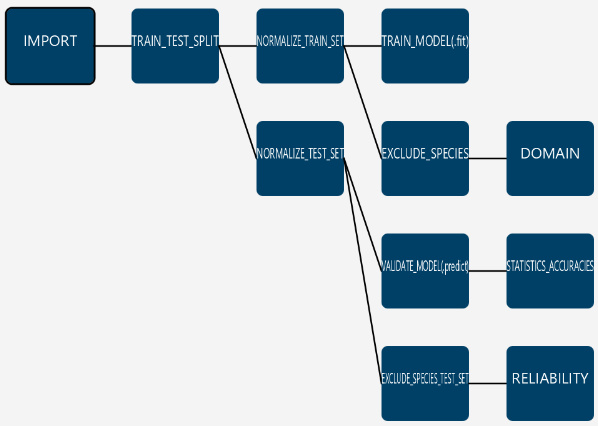 IMPORT
TRAIN_TEST_SPLIT
NORMALIZE_TRAIN_SET
TRAIN_MODEL(.fit)
NORMALIZE_TEST_SET
EXCLUDE_SPECIES
DOMAIN
VALIDATE_MODEL(.predict)
STATISTICS_ACCURACIES
EXCLUDE_SPECIES_TEST_SET
RELIABILITY